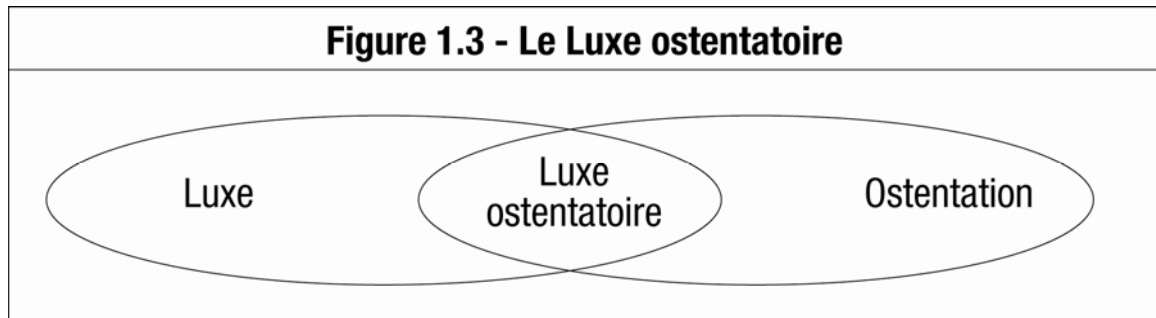 Figure 1.3 - Le Luxe ostentatoire
Luxe
Luxe
ostentatoire
Ostentation